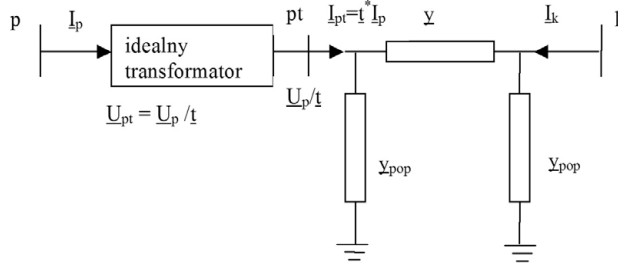 p
I_p
idealny
transformator
pt
I_pt=t*I_p
y
I_k
U_p/t
U_pt = U_p /t
y_pop
y_pop